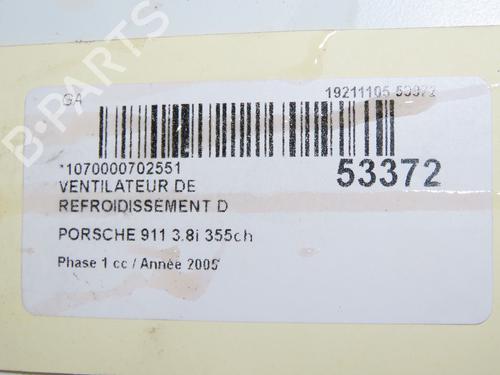 B-PARTS
GA
19211105 53372
*1070000702551
53372
VENTILATEUR DE
REFROIDISSEMENT D
PORSCHE 911 3.8i 355ch
Phase 1 cc / Année 2005